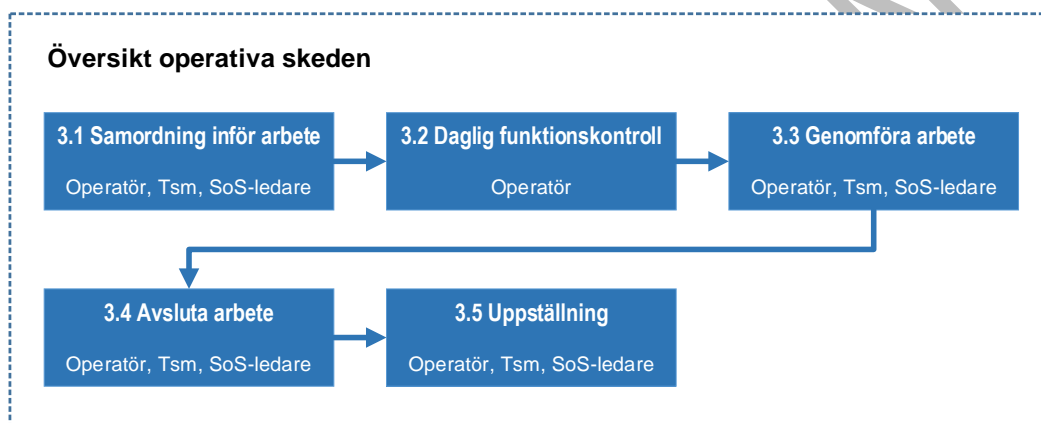 Översikt operativa skeden
3.1 Samordning inför arbete
Operatör, Tsm, SoS-ledare
3.2 Daglig funktionskontroll
Operatör
3.3 Genomföra arbete
Operatör, Tsm, SoS-ledare
3.4 Avsluta arbete
Operatör, Tsm, SoS-ledare
3.5 Uppställning
Operatör, Tsm, SoS-ledare